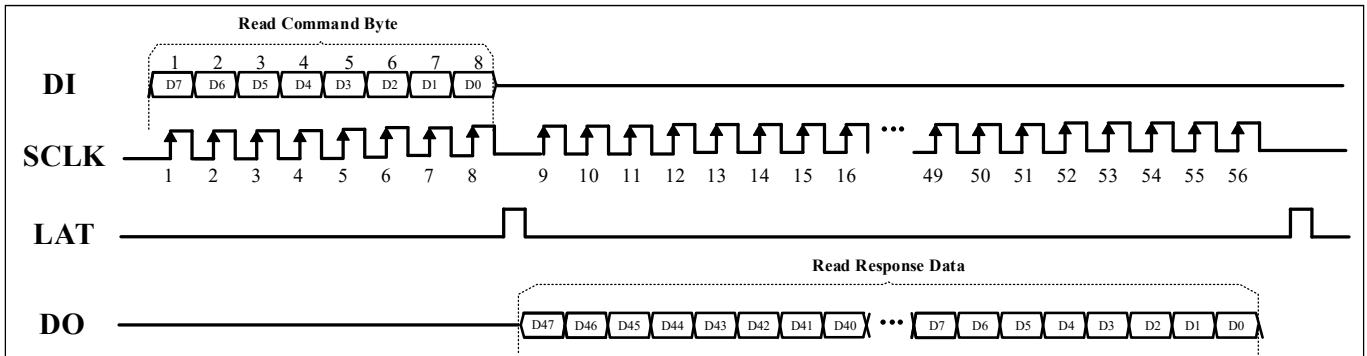 Read Command Byte
1 2 3 4 5 6 7 8
DI D7 D6 D5 D4 D3 D2 D1 D0
SCLK ...
1 2 3 4 5 6 7 8 9 10 11 12 13 14 15 16 49 50 51 52 53 54 55 56
LAT
Read Response Data
DO D47 D46 D45 D44 D43 D42 D41 D40 ... D7 D6 D5 D4 D3 D2 D1 D0